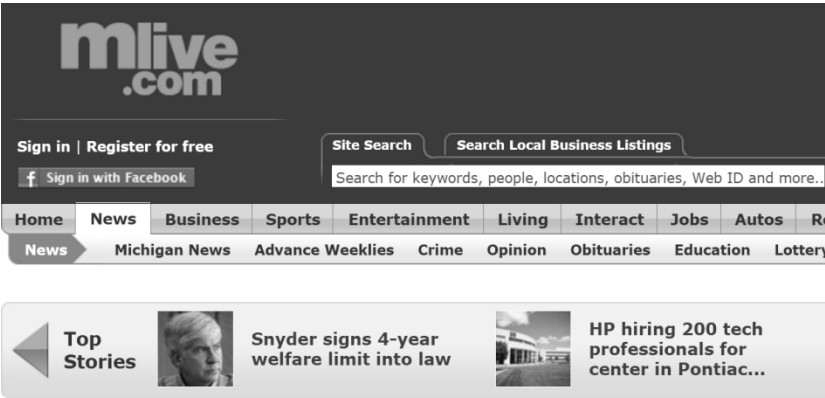 mlive
.com
Sign in | Register for free
Site Search
Search Local Business Listings
f Sign in with Facebook
Search for keywords, people, locations, obituaries, Web ID and more..
Home News Business Sports Entertainment Living Interact Jobs Autos
News Michigan News Advance Weeklies Crime Opinion Obituaries Education Lottery
Top
Stories
Snyder signs 4-year
welfare limit into law
HP hiring 200 tech
professionals for
center in Pontiac...